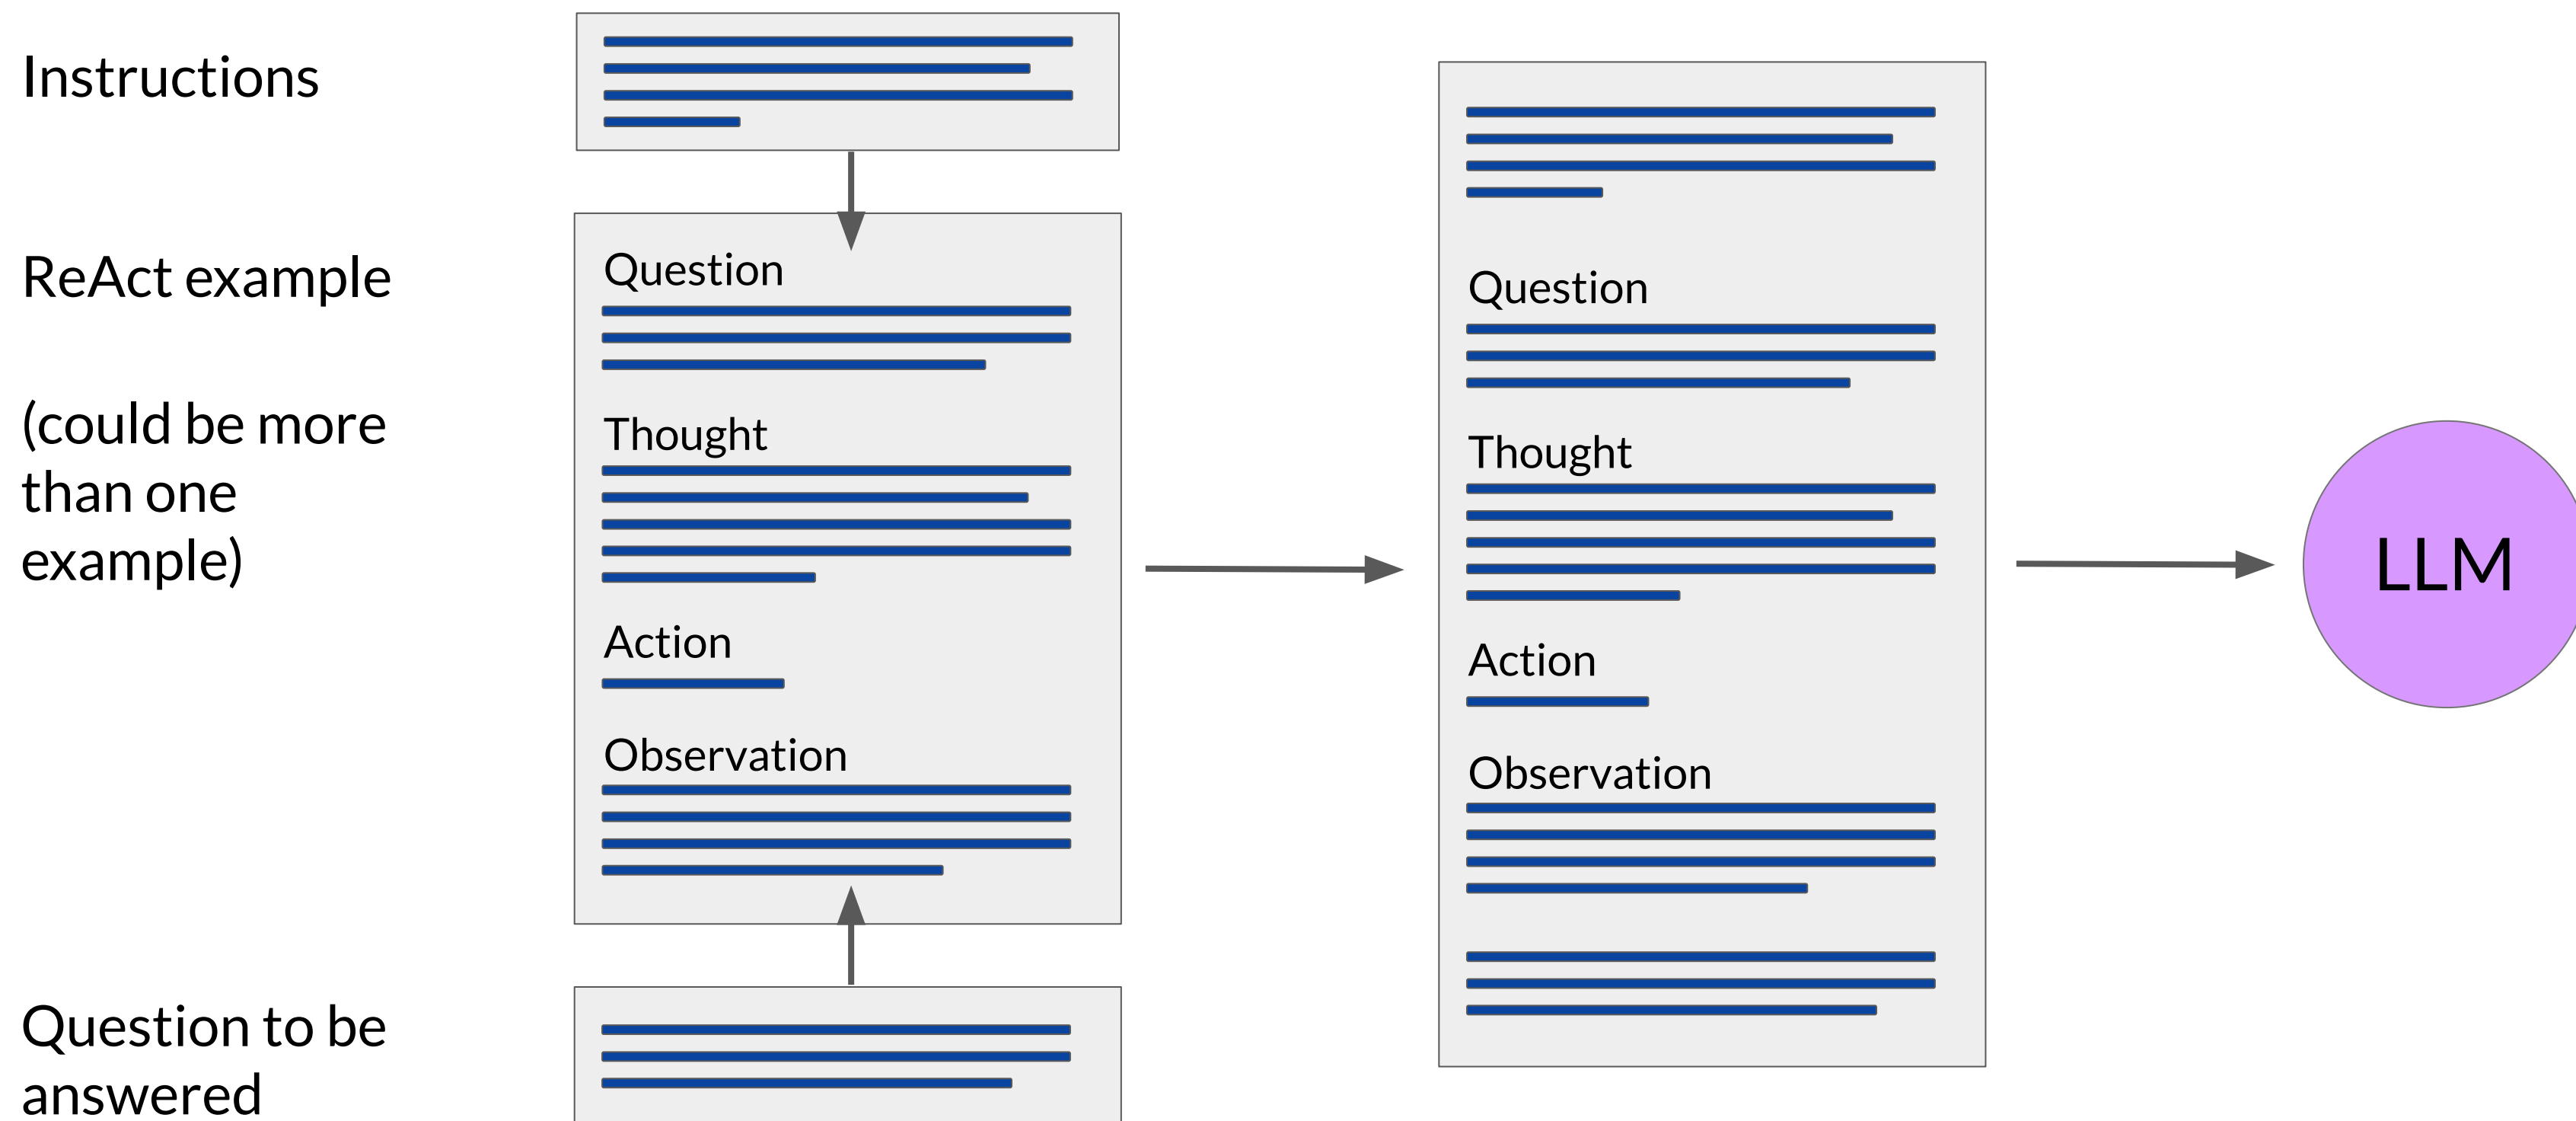 Instructions
ReAct example
(could be more
than one
example)
Question to be
answered
Question
Thought
Action
Observation
Question
Thought
Action
Observation
LLM